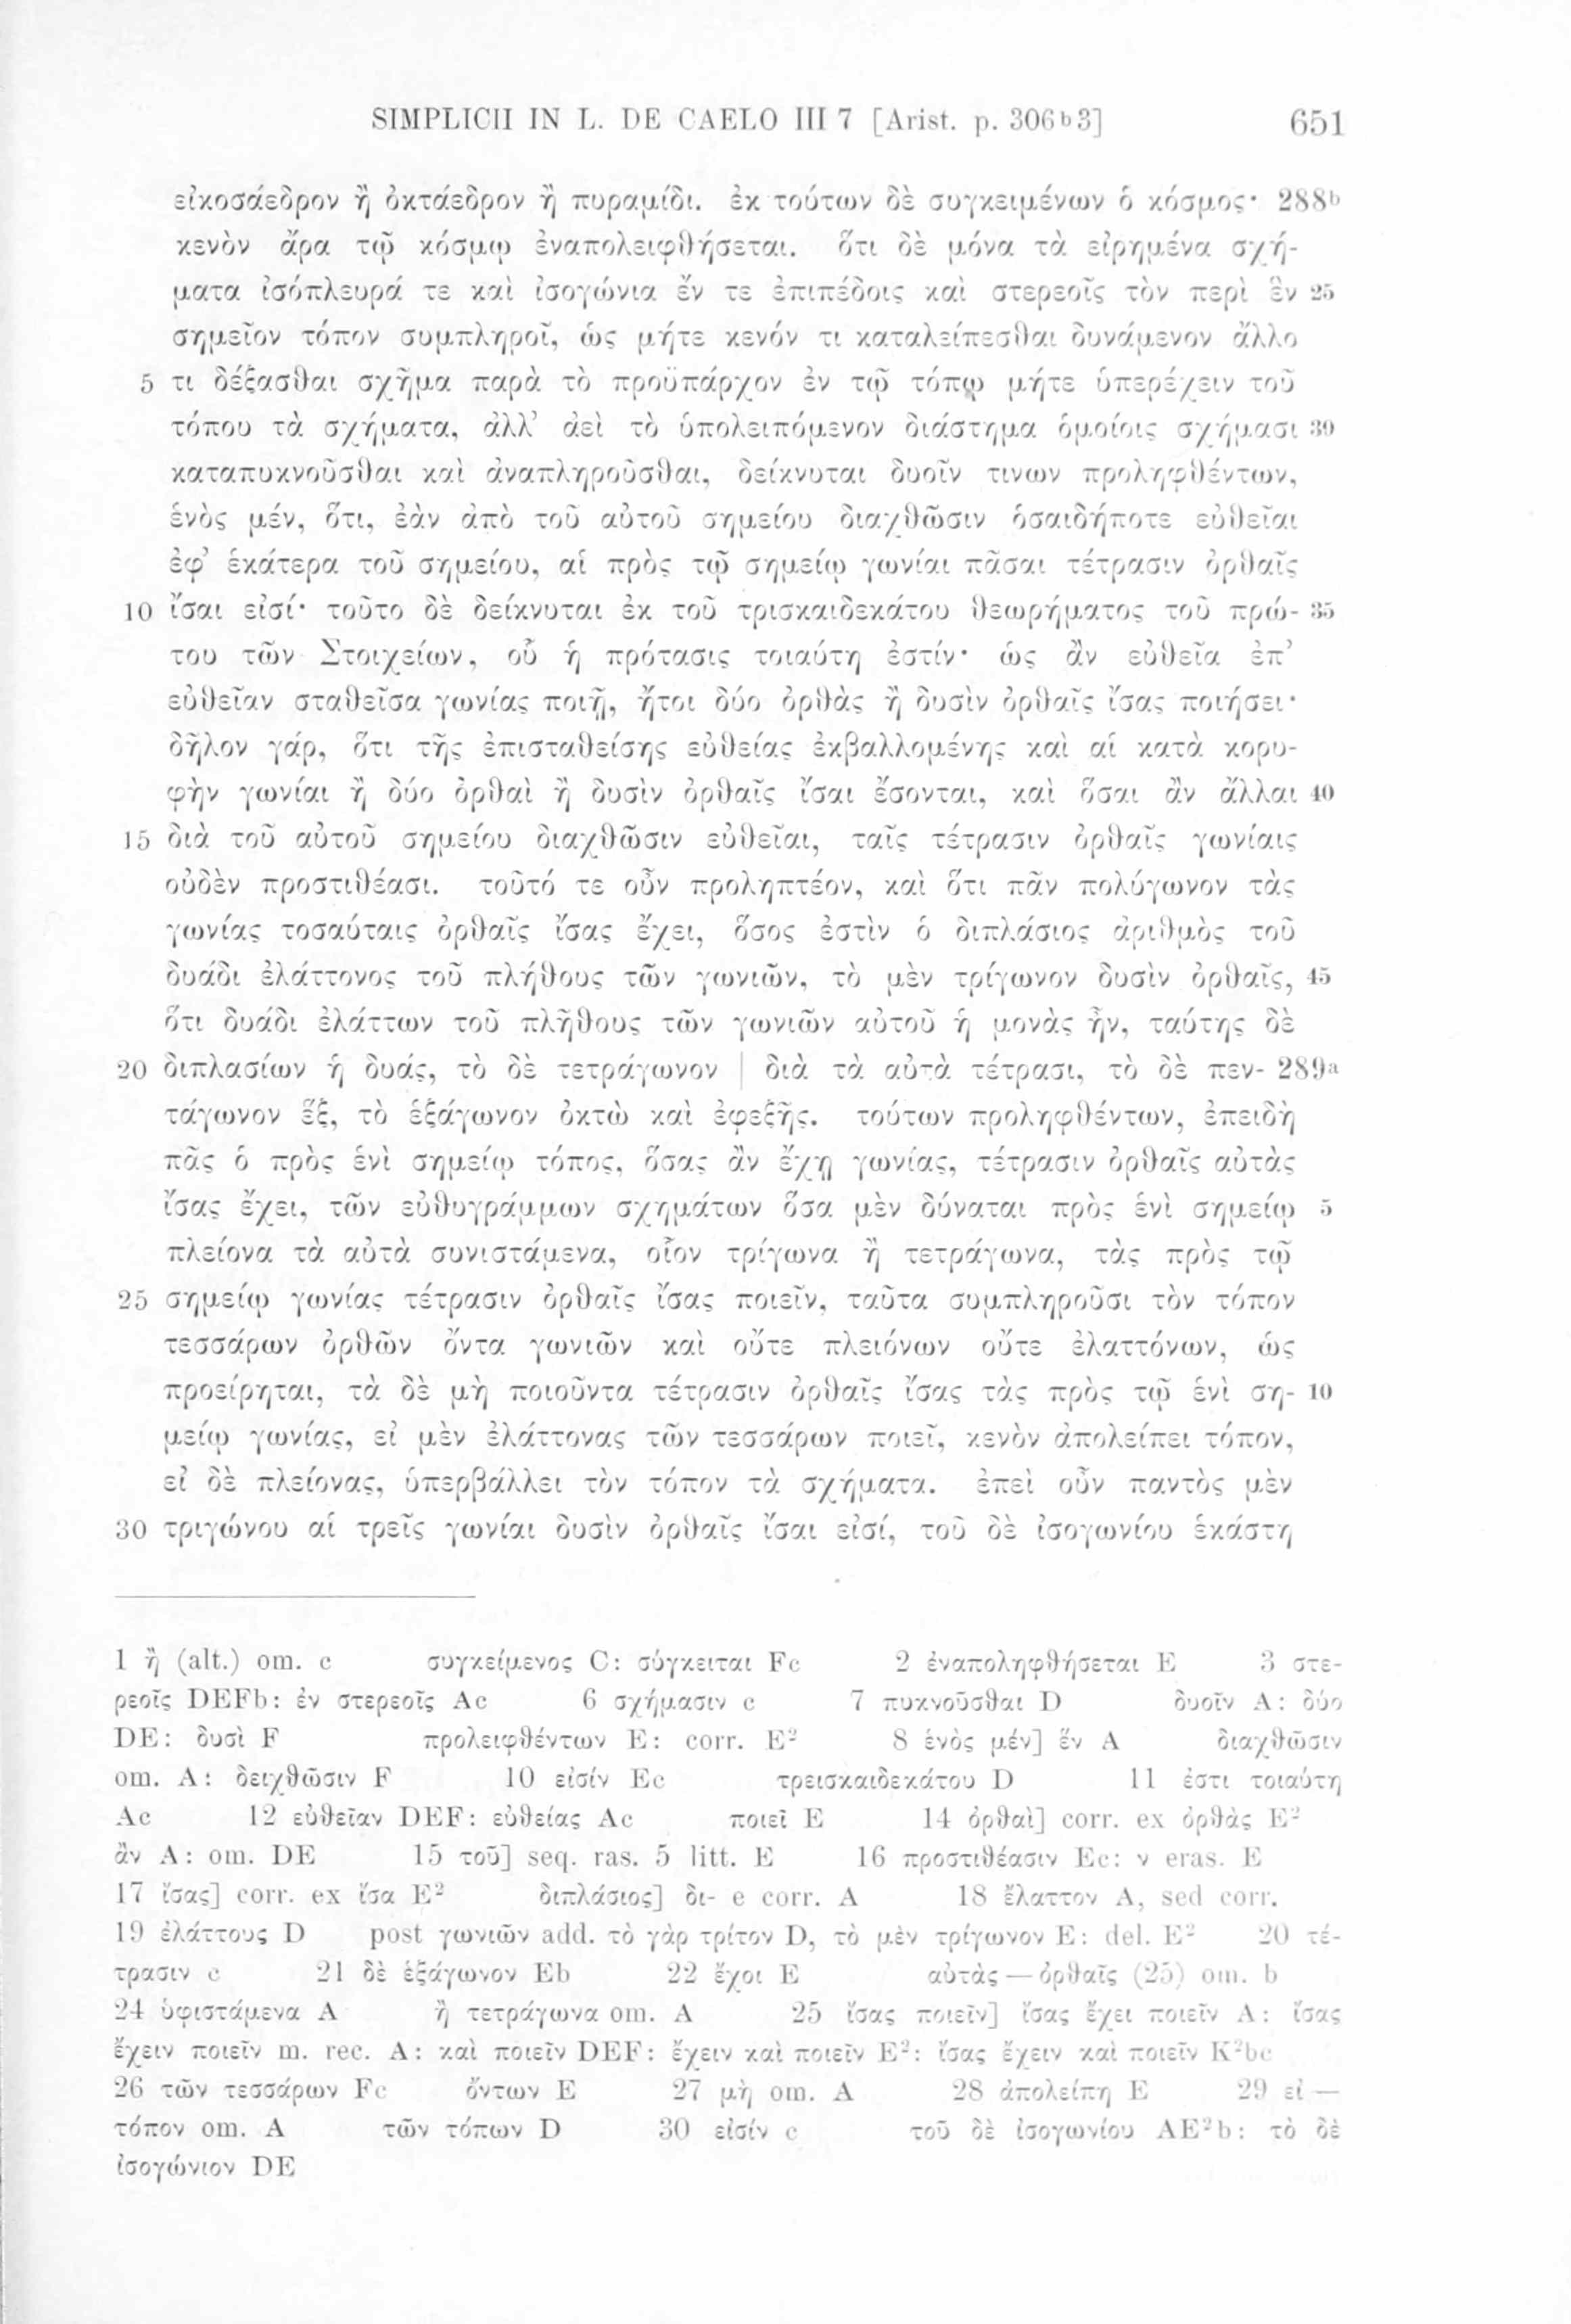 SIMPLICII IN L. DE CAELO III 7 [Arist. p. 306b3] 651
εἰκοσάεδρον ἢ ὀκτάεδρον ἢ πυραμίδι. ἐκ τούτων δὲ συγκειμένων ὁ κόσμος· 288b
κενὸν ἄρα τῷ κόσμῳ ἐναπολειφθήσεται. ὅτι δὲ μόνα τὰ εἰρημένα σχή-
ματα ἰσόπλευρά τε καὶ ἰσογώνια ἔν τε ἐπιπέδοις καὶ στερεοῖς τὸν περὶ ἓν 25
σημεῖον τόπον συμπληροῖ, ὡς μήτε κενόν τι καταλείπεσθαι δυνάμενον ἄλλο
5 τι δέξασθαι σχῆμα παρὰ τὸ προϋπάρχον ἐν τῷ τόπῳ μήτε ὑπερέχειν τοῦ
τόπου τὰ σχήματα, ἀλλ’ ἀεὶ τὸ ὑπολειπόμενον διάστημα ὁμοίοις σχήμασι 30
καταπυκνοῦσθαι καὶ ἀναπληροῦσθαι, δείκνυται δυοῖν τινων προληφθέντων,
ἑνὸς μέν, ὅτι, ἐὰν ἀπὸ τοῦ αὐτοῦ σημείου διαχθῶσιν ὁσαιδήποτε εὐθεῖαι
ἐφ’ ἑκάτερα τοῦ σημείου, αἱ πρὸς τῷ σημείῳ γωνίαι πᾶσαι τέτρασιν ὀρθαῖς
10 ἴσαι εἰσί· τοῦτο δὲ δείκνυται ἐκ τοῦ τρισκαιδεκάτου θεωρήματος τοῦ πρώ- 35
του τῶν Στοιχείων, οὗ ἡ πρότασις τοιαύτη ἐστίν· ὡς ἂν εὐθεῖα ἐπ’
εὐθεῖαν σταθεῖσα γωνίας ποιῇ, ἤτοι δύο ὀρθὰς ἢ δυσὶν ὀρθαῖς ἴσας ποιήσει·
δῆλον γάρ, ὅτι τῆς ἐπισταθείσης εὐθείας ἐκβαλλομένης καὶ αἱ κατὰ κορυ-
φὴν γωνίαι ἢ δύο ὀρθαὶ ἢ δυσὶν ὀρθαῖς ἴσαι ἔσονται, καὶ ὅσαι ἂν ἄλλαι 40
15 διὰ τοῦ αὐτοῦ σημείου διαχθῶσιν εὐθεῖαι, ταῖς τέτρασιν ὀρθαῖς γωνίαις
οὐδὲν προστιθέασι. τοῦτό τε οὖν προληπτέον, καὶ ὅτι πᾶν πολύγωνον τὰς
γωνίας τοσαύταις ὀρθαῖς ἴσας ἔχει, ὅσος ἐστὶν ὁ διπλάσιος ἀριθμὸς τοῦ
δυάδι ἐλάττονος τοῦ πλήθους τῶν γωνιῶν, τὸ μὲν τρίγωνον δυσὶν ὀρθαῖς, 45
ὅτι δυάδι ἐλάττων τοῦ πλῆθους τῶν γωνιῶν αὐτοῦ ἡ μονὰς ἦν, ταύτης δὲ
20 διπλασίων ἡ δυάς, τὸ δὲ τετράγωνον | διὰ τὰ αὐτὰ τέτρασι, τὸ δὲ πεν- 289a
τάγωνον ἕξ, τὸ ἑξάγωνον ὀκτὼ καὶ ἐφεξῆς. τούτων προληφθέντων, ἐπειδὴ
πᾶς ὁ πρὸς ἑνὶ σημείῳ τόπος, ὅσας ἂν ἔχῃ γωνίας, τέτρασιν ὀρθαῖς αὐτὰς
ἴσας ἔχει, τῶν εὐθυγράμμων σχημάτων ὅσα μὲν δύναται πρὸς ἑνὶ σημείῳ 5
πλείονα τὰ αὐτὰ συνιστάμενα, οἷον τρίγωνα ἢ τετράγωνα, τὰς πρὸς τῷ
25 σημείῳ γωνίας τέτρασιν ὀρθαῖς ἴσας ποιεῖν, ταῦτα συμπληροῦσι τὸν τόπον
τεσσάρων ὀρθῶν ὄντα γωνιῶν καὶ οὔτε πλειόνων οὔτε ἐλαττόνων, ὡς
προείρηται, τὰ δὲ μὴ ποιοῦντα τέτρασιν ὀρθαῖς ἴσας τὰς πρὸς τῷ ἑνὶ ση- 10
μείῳ γωνίας, εἰ μὲν ἐλάττονας τῶν τεσσάρων ποιεῖ, κενὸν ἀπολείπει τόπον,
εἰ δὲ πλείονας, ὑπερβάλλει τὸν τόπον τὰ σχήματα. ἐπεὶ οὖν παντὸς μὲν
30 τριγώνου αἱ τρεῖς γωνίαι δυσὶν ὀρθαῖς ἴσαι εἰσί, τοῦ δὲ ἰσογωνίου ἑκάστη
1 ἢ (alt.) om. c συγκείμενος C: σύγκειται Fc 2 ἐναποληφθήσεται E 3 στε-
ρεοῖς DEFb: ἐν στερεοῖς Ac 6 σχήμασιν c 7 πυκνοῦσθαι D δυοῖν A: δύο
DE: δυσὶ F προλειφθέντων E: corr. E² 8 ἑνὸς μέν] ἓν A διαχθῶσιν
om. A: δειχθῶσιν F 10 εἰσίν Ec τρεισκαιδεκάτου D 11 ἐστι τοιαύτη
Ac 12 εὐθεῖαν DEF: εὐθείας Ac ποιεῖ E 14 ὀρθαὶ] corr. ex ὀρθὰς E²
ἂν A: om. DE 15 τοῦ] seq. ras. 5 litt. E 16 προστιθέασιν Ec: ν eras. E
17 ἴσας] corr. ex ἴσα E² διπλάσιος] δι- e corr. A 18 ἔλαττον A, sed corr.
19 ἐλάττους D post γωνιῶν add. τὸ γὰρ τρίτον D, τὸ μὲν τρίγωνον E: del. E² 20 τέ-
τρασιν c 21 δὲ ἑξάγωνον Eb 22 ἔχοι E αὐτὰς — ὀρθαῖς (25) om. b
24 ὑφιστάμενα A ἢ τετράγωνα om. A 25 ἴσας ποιεῖν] ἴσας ἔχει ποιεῖν A: ἴσας
ἔχειν ποιεῖν m. rec. A: καὶ ποιεῖν DEF: ἔχειν καὶ ποιεῖν E²: ἴσας ἔχειν καὶ ποιεῖν K²bc
26 τῶν τεσσάρων Fc ὄντων E 27 μὴ om. A 28 ἀπολείπῃ E 29 εἰ —
τόπον om. A τῶν τόπων D 30 εἰσίν c τοῦ δὲ ἰσογωνίου AE²b: τὸ δὲ
ἰσογώνιον DE